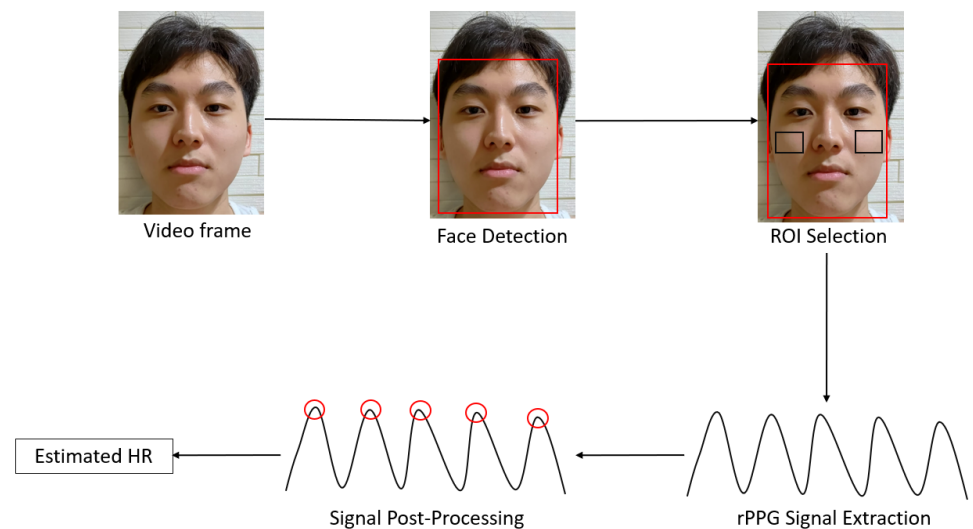 Video frame
Face Detection
ROI Selection
Estimated HR
Signal Post-Processing
rPPG Signal Extraction